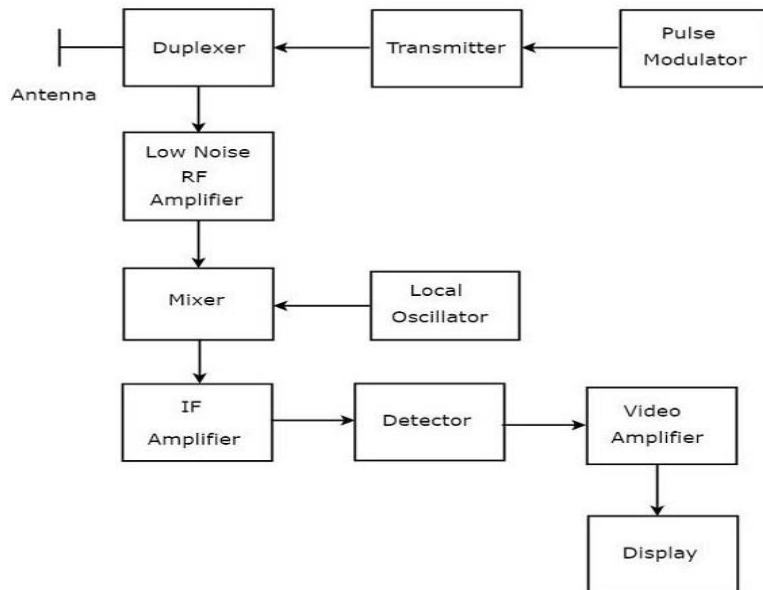 Duplexer
Transmitter
Pulse
Modulator
Antenna
Low Noise
RF
Amplifier
Mixer
Local
Oscillator
IF
Amplifier
Detector
Video
Amplifier
Display